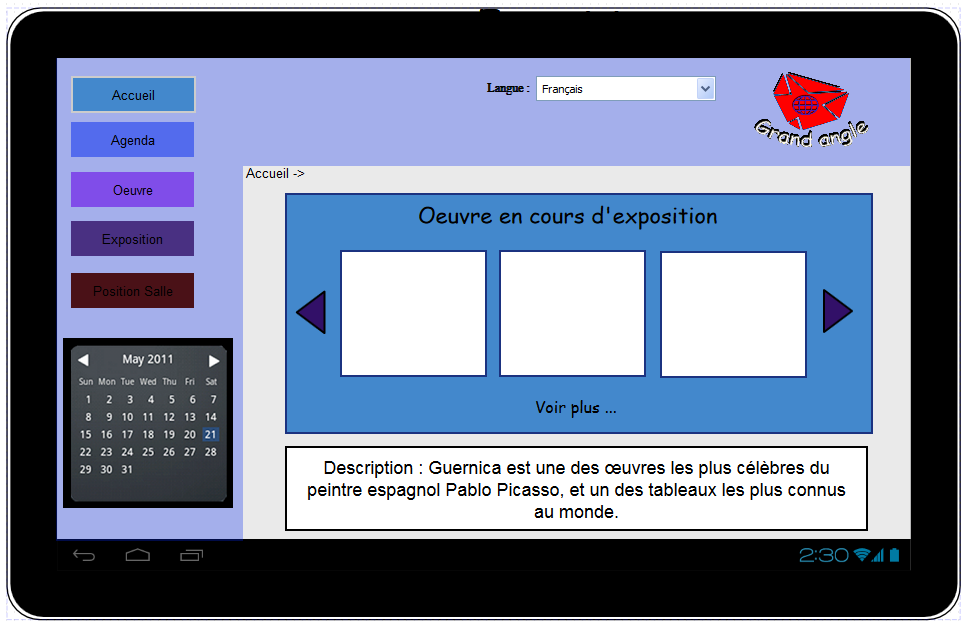 Langue :
Français
Grand angle
Accueil
Agenda
Oeuvre
Exposition
Position Salle
May 2011
Sun Mon Tue Wed Thu Fri Sat
1 2 3 4 5 6 7
8 9 10 11 12 13 14
15 16 17 18 19 20 21
22 23 24 25 26 27 28
29 30 31
Accueil ->
Oeuvre en cours d'exposition
Voir plus ...
Description : Guernica est une des œuvres les plus célèbres du
peintre espagnol Pablo Picasso, et un des tableaux les plus connus
au monde.
2:30